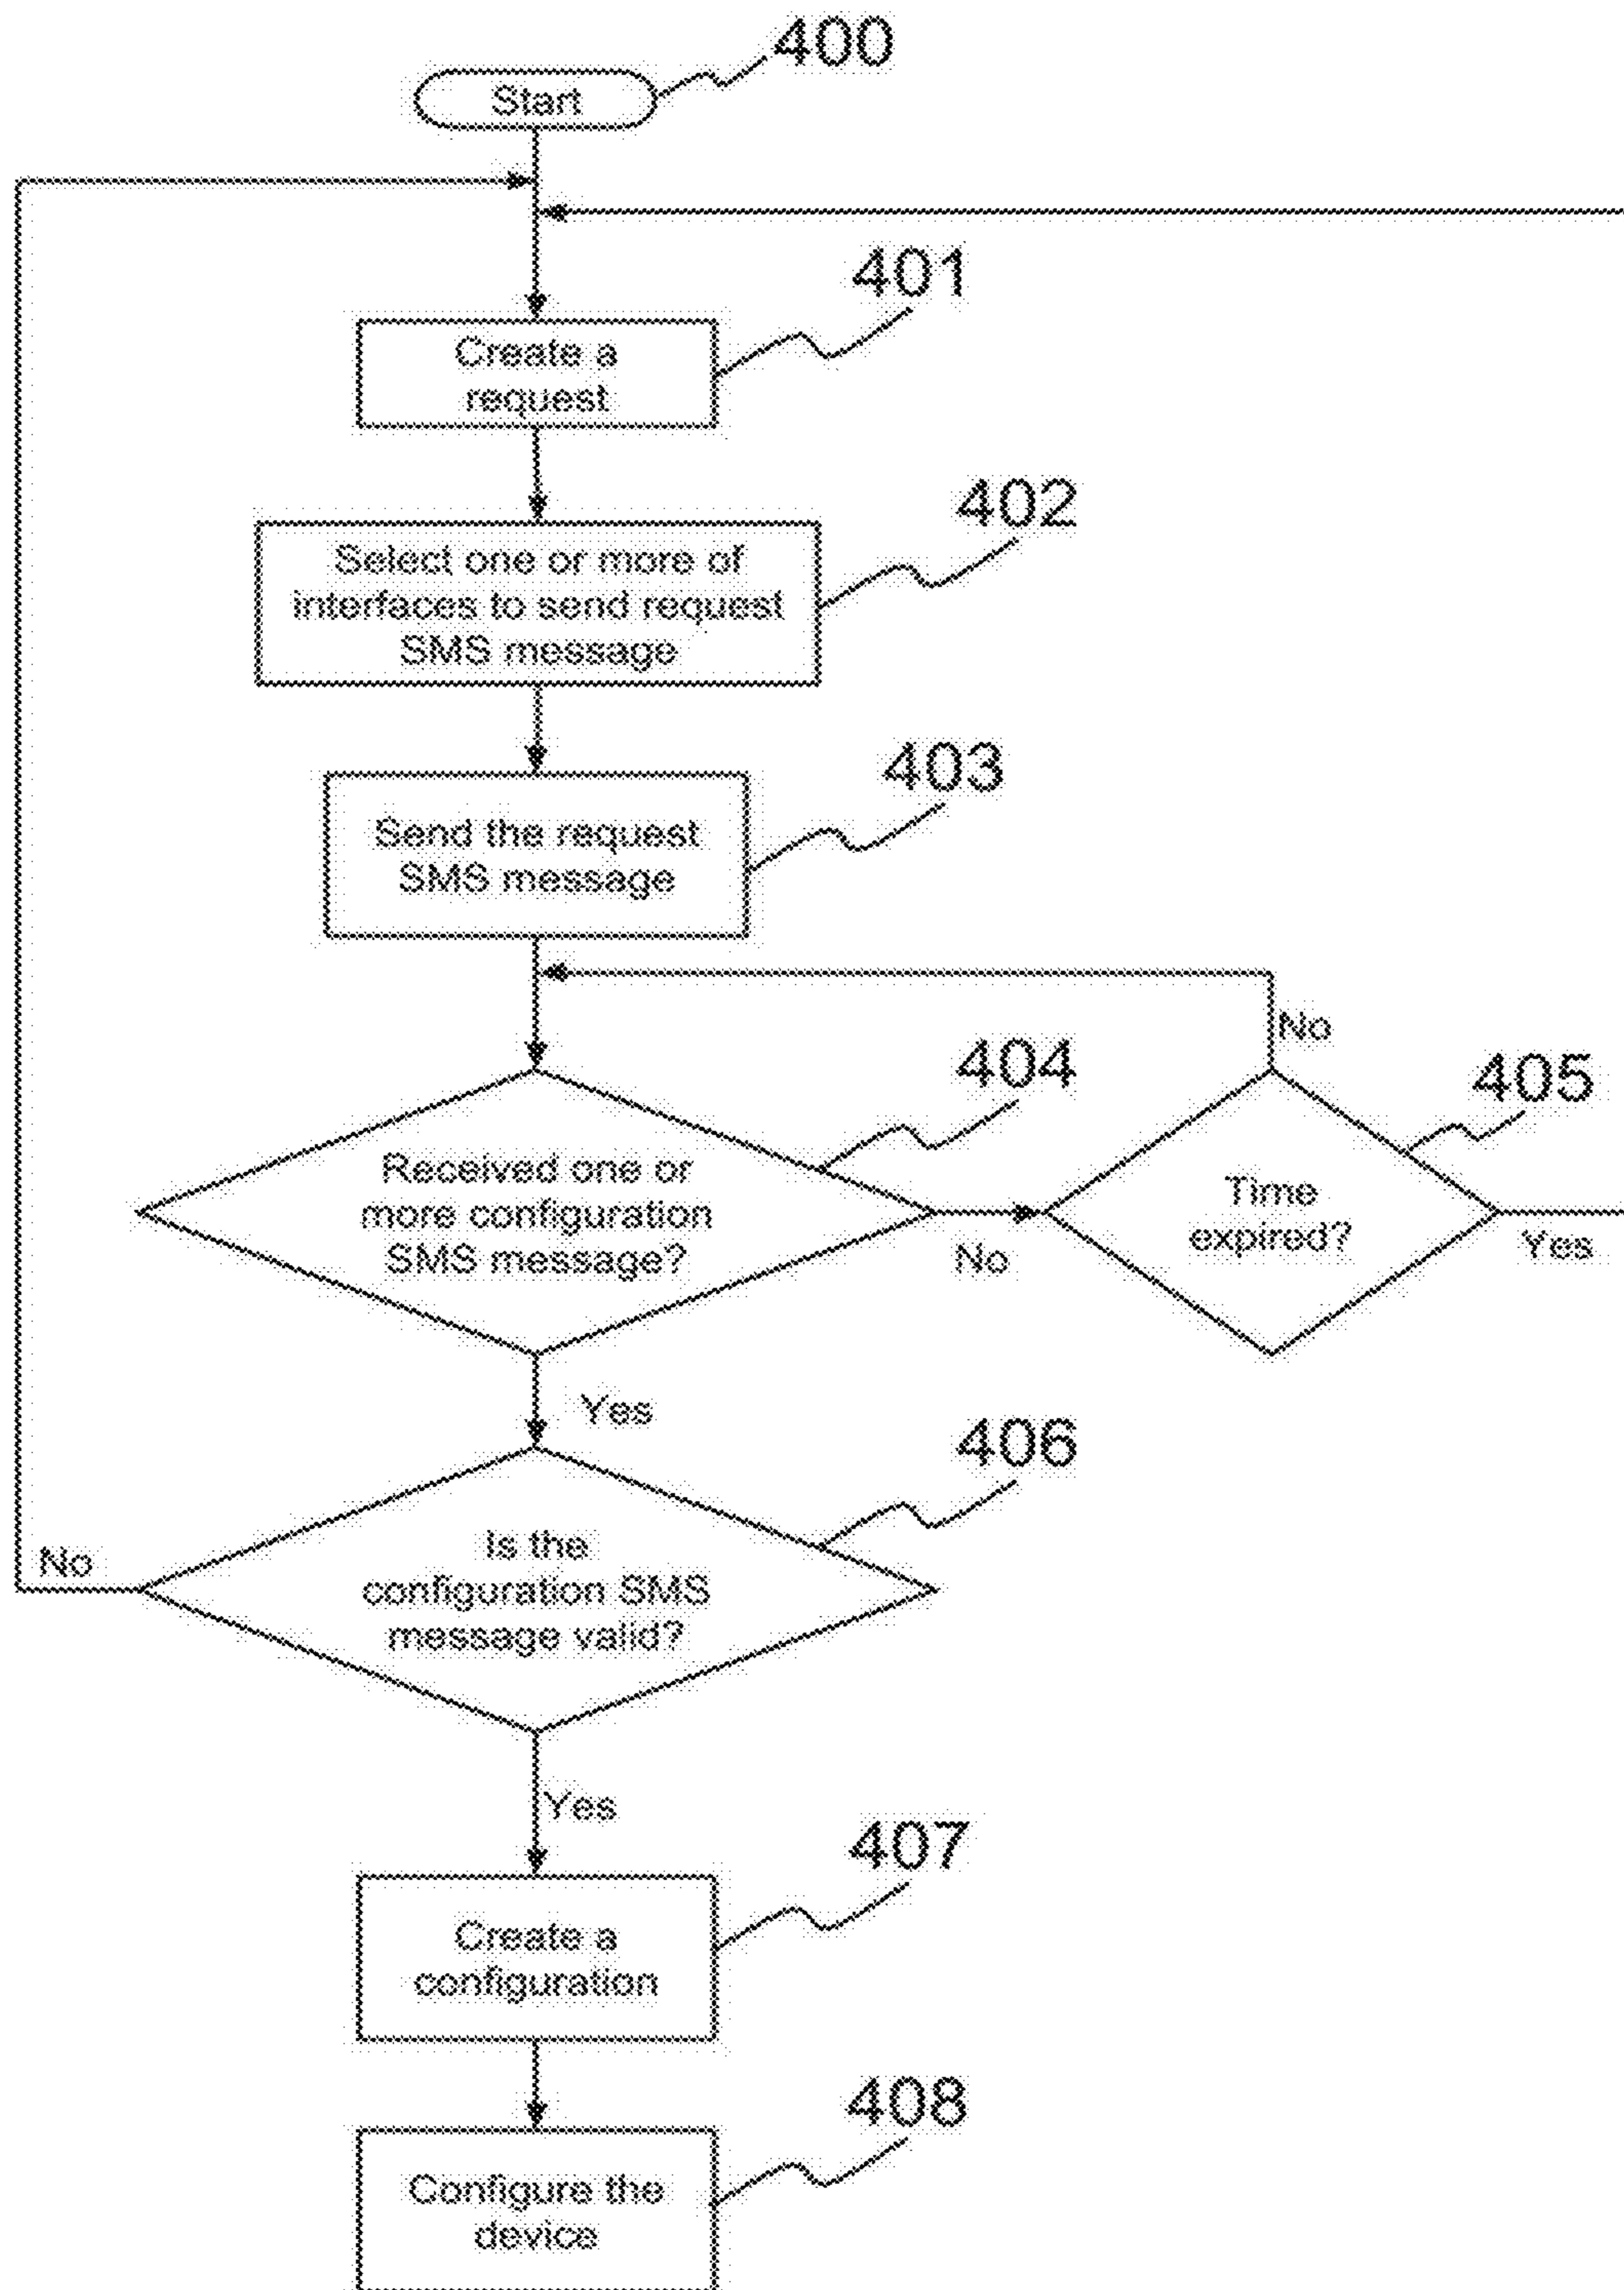 400
Start
401
Create a
request
402
Select one or more of
interfaces to send request
SMS message
403
Send the request
SMS message
No
404
405
Received one or
more configuration
SMS message?
Time
expired?
No
Yes
Yes
406
Is the
configuration SMS
message valid?
No
Yes
407
Create a
configuration
408
Configure the
device